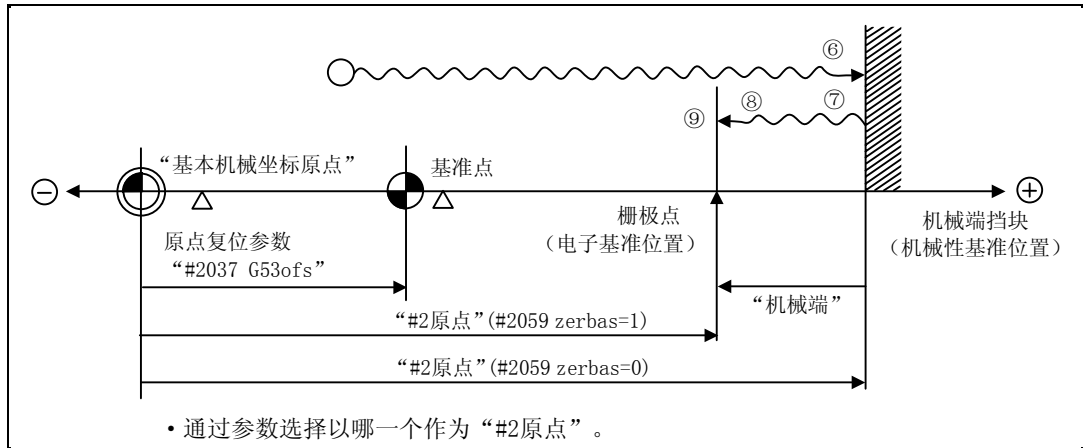 ⑥
⑨ ⑧ ⑦
“基本机械坐标原点”
基准点
⊖
⊕
栅极点
(电子基准位置)
机械端挡块
(机械性基准位置)
原点复位参数
“#2037 G53ofs”
“机械端”
“#2原点”(#2059 zerbas=1)
“#2原点”(#2059 zerbas=0)
・通过参数选择以哪一个作为“#2原点”。